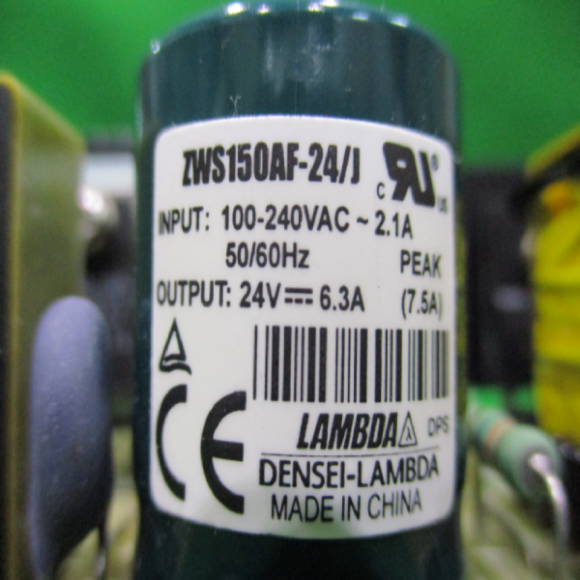 ZWS150AF-24/J
c RU us
INPUT: 100-240VAC ~ 2.1A
50/60Hz PEAK
OUTPUT: 24V⎓ 6.3A (7.5A)
CE
LAMBDA DPS
DENSEI-LAMBDA
MADE IN CHINA